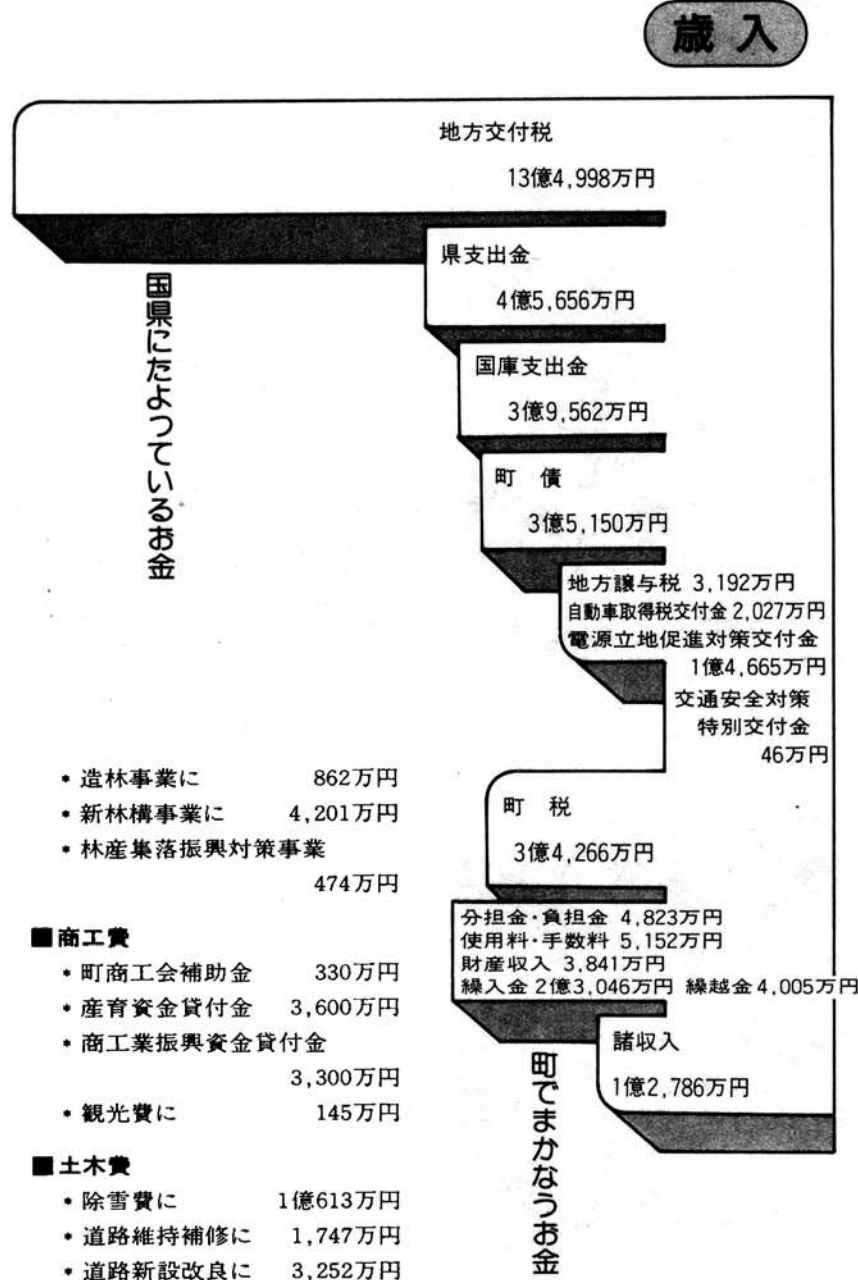 歳入
地方交付税
13億4,998万円
県支出金
4億5,656万円
国庫支出金
3億9,562万円
町 債
3億5,150万円
地方譲与税 3,192万円
自動車取得税交付金 2,027万円
電源立地促進対策交付金
1億4,665万円
交通安全対策
特別交付金
46万円
国県にたよっているお金
町 税
3億4,266万円
分担金・負担金 4,823万円
使用料・手数料 5,152万円
財産収入 3,841万円
繰入金 2億3,046万円 繰越金 4,005万円
諸収入
1億2,786万円
町でまかなうお金
* 造林事業に 862万円
* 新林構事業に 4,201万円
* 林産集落振興対策事業
474万円
■商工費
* 町商工会補助金 330万円
* 産育資金貸付金 3,600万円
* 商工業振興資金貸付金
3,300万円
* 観光費に 145万円
■土木費
* 除雪費に 1億613万円
* 道路維持補修に 1,747万円
* 道路新設改良に 3,252万円